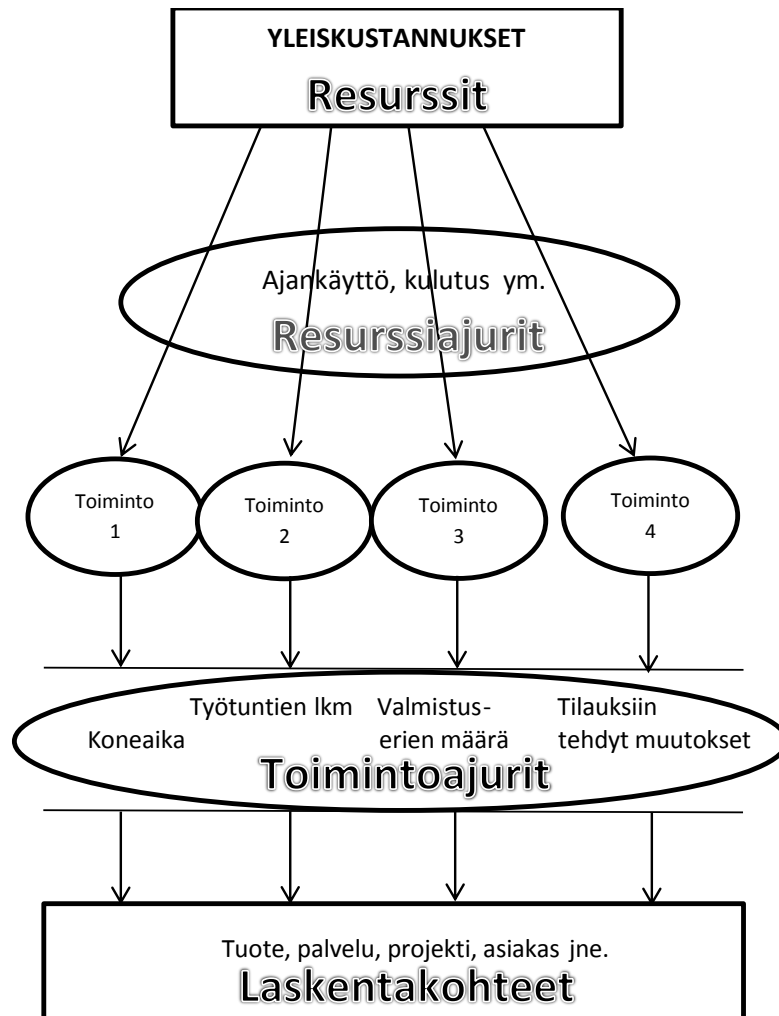 YLEISKUSTANNUKSET
Resurssit
Ajankäyttö, kulutus ym.
Resurssiajurit
Toiminto
1
Toiminto
2
Toiminto
3
Toiminto
4
Koneaika
Työtuntien lkm
Valmistus-
erien määrä
Tilauksiin
tehdyt muutokset
Toimintoajurit
Tuote, palvelu, projekti, asiakas jne.
Laskentakohteet